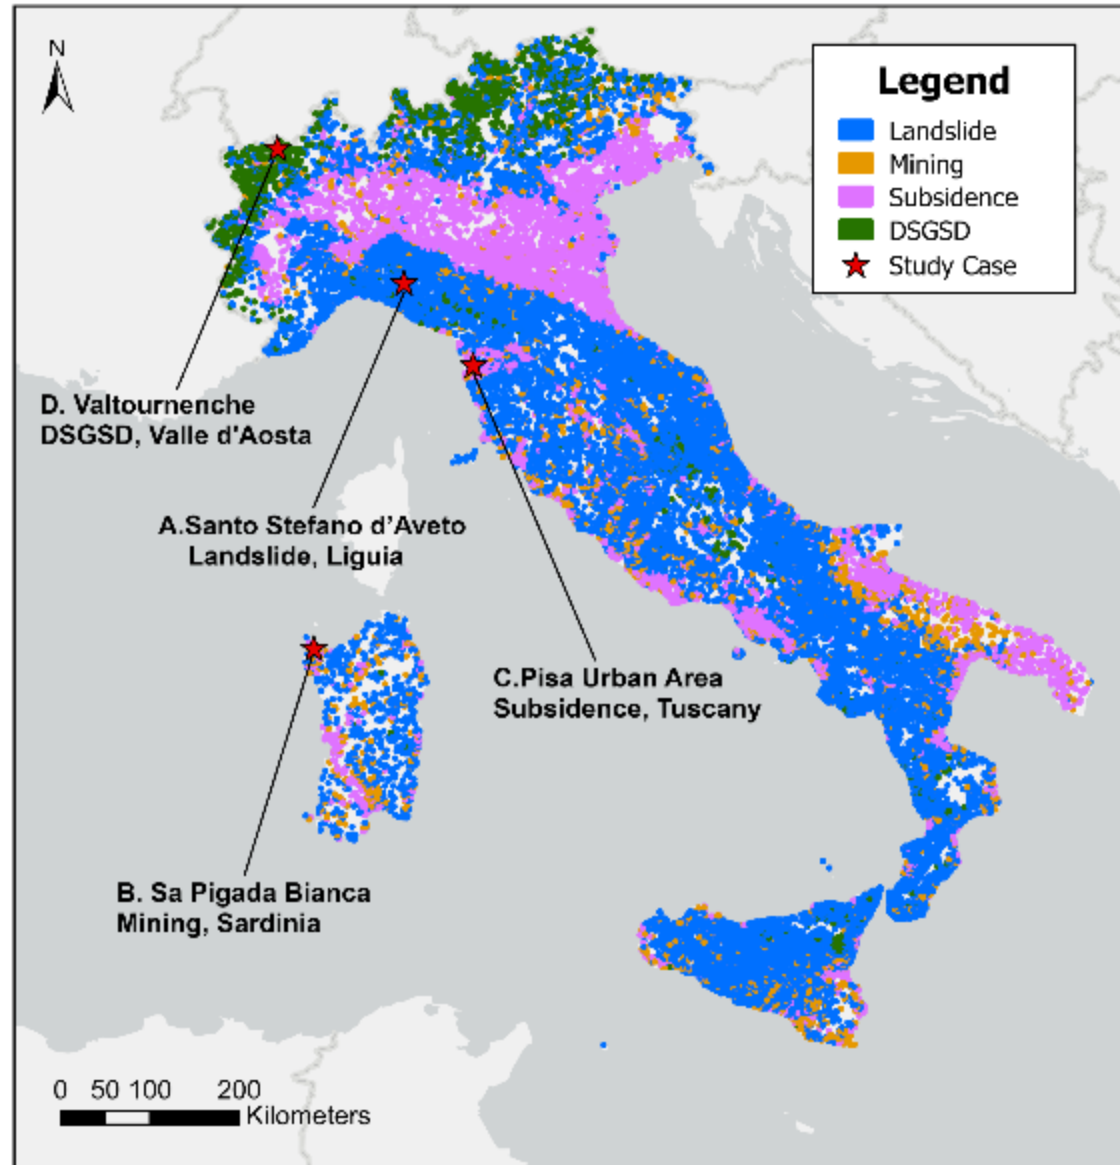 N
Legend
Landslide
Mining
Subsidence
DSGSD
Study Case
D. Valtournenche
DSGSD, Valle d'Aosta
A.Santo Stefano d’Aveto
Landslide, Liguia
C.Pisa Urban Area
Subsidence, Tuscany
B. Sa Pigada Bianca
Mining, Sardinia
0 50 100 200
Kilometers